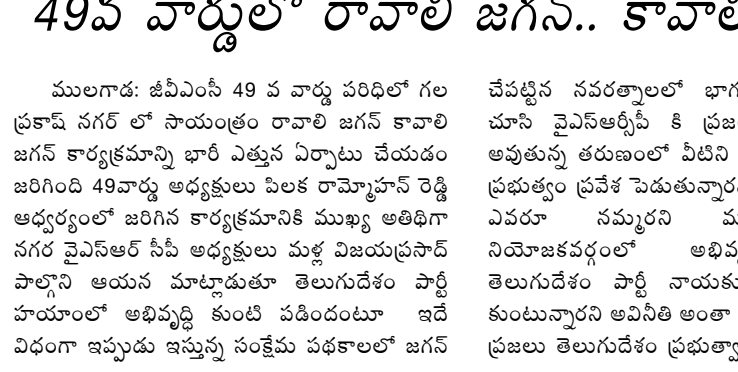 49వ వార్డులో రావాలి జగన్.. కావాలి
ములగాడ: జీవీఎంసీ 49 వ వార్డు పరిధిలో గల
ప్రకాష్ నగర్ లో సాయంత్రం రావాలి జగన్ కావాలి
జగన్ కార్యక్రమాన్ని భారీ ఎత్తున ఏర్పాటు చేయడం
జరిగింది 49వార్డు అధ్యక్షులు పిలక రామ్మోహన్ రెడ్డి
ఆధ్వర్యంలో జరిగిన కార్యక్రమానికి ముఖ్య అతిథిగా
నగర వైఎస్ఆర్ సీపీ అధ్యక్షులు మళ్ల విజయప్రసాద్
పాల్గొని ఆయన మాట్లాడుతూ తెలుగుదేశం పార్టీ
హయాంలో అభివృద్ధి కుంటి పడిందంటూ ఇదే
విధంగా ఇప్పుడు ఇస్తున్న సంక్షేమ పథకాలలో జగన్
చేపట్టిన నవరత్నాలలో
చూసి వైఎస్ఆర్సీపీ కి
అవుతున్న తరుణంలో వీటిని
ప్రభుత్వం ప్రవేశ పెడుతున్నారని
ఎవరూ నమ్మరని
నియోజకవర్గంలో
తెలుగుదేశం పార్టీ
కుంటున్నారని అవినీతి అంతా
ప్రజలు తెలుగుదేశం